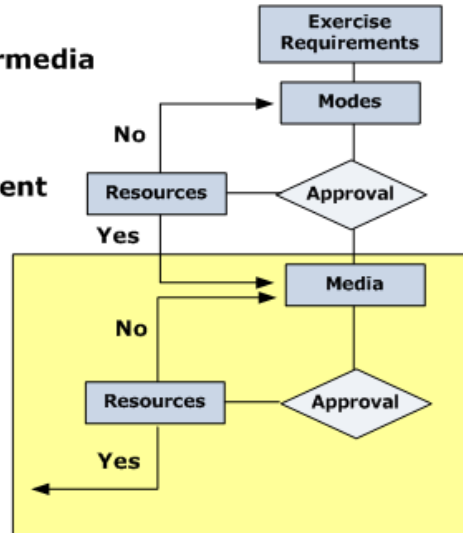 Exercise
Requirements
rmedia
Modes
No
ent
Resources
Approval
Yes
Media
No
Resources
Approval
Yes